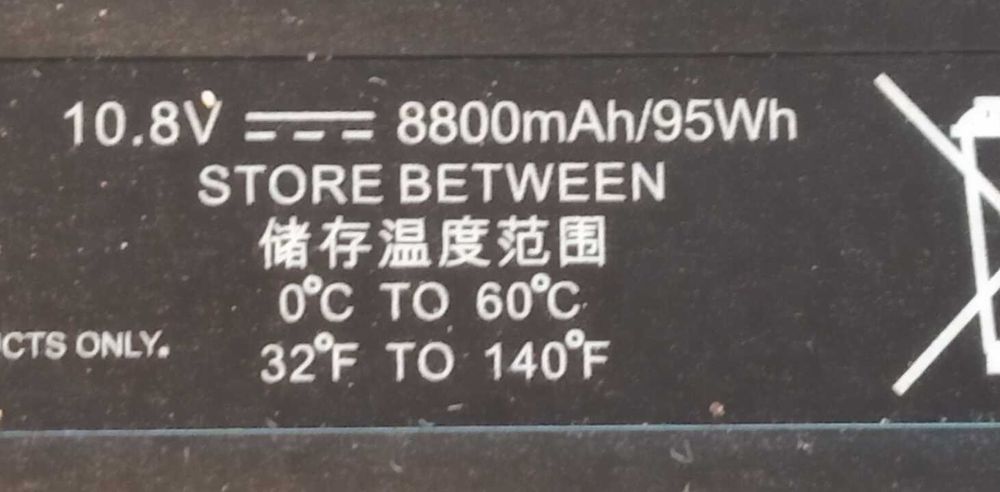 10.8V ⎓ 8800mAh/95Wh
STORE BETWEEN
储存温度范围
0°C TO 60°C
CTS ONLY.
32°F TO 140°F